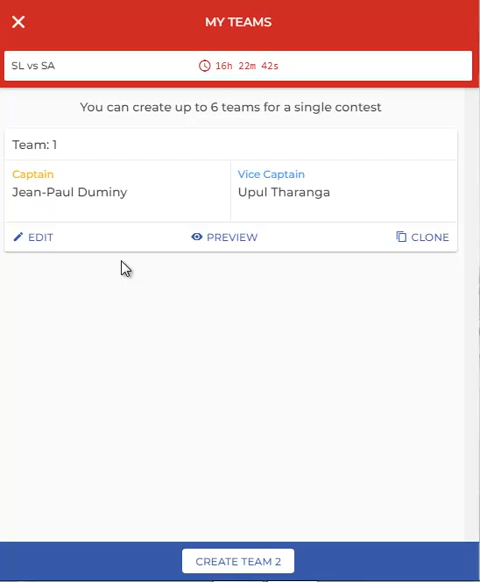 MY TEAMS
SL vs SA 16h 22m 42s
You can create up to 6 teams for a single contest
Team: 1
Captain Vice Captain
Jean-Paul Duminy Upul Tharanga
EDIT PREVIEW CLONE
CREATE TEAM 2